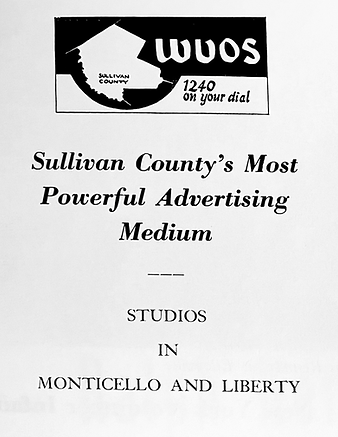 WVOS
SULLIVAN
COUNTY
1240
on your dial
Sullivan County's Most
Powerful Advertising
Medium
STUDIOS
IN
MONTICELLO AND LIBERTY